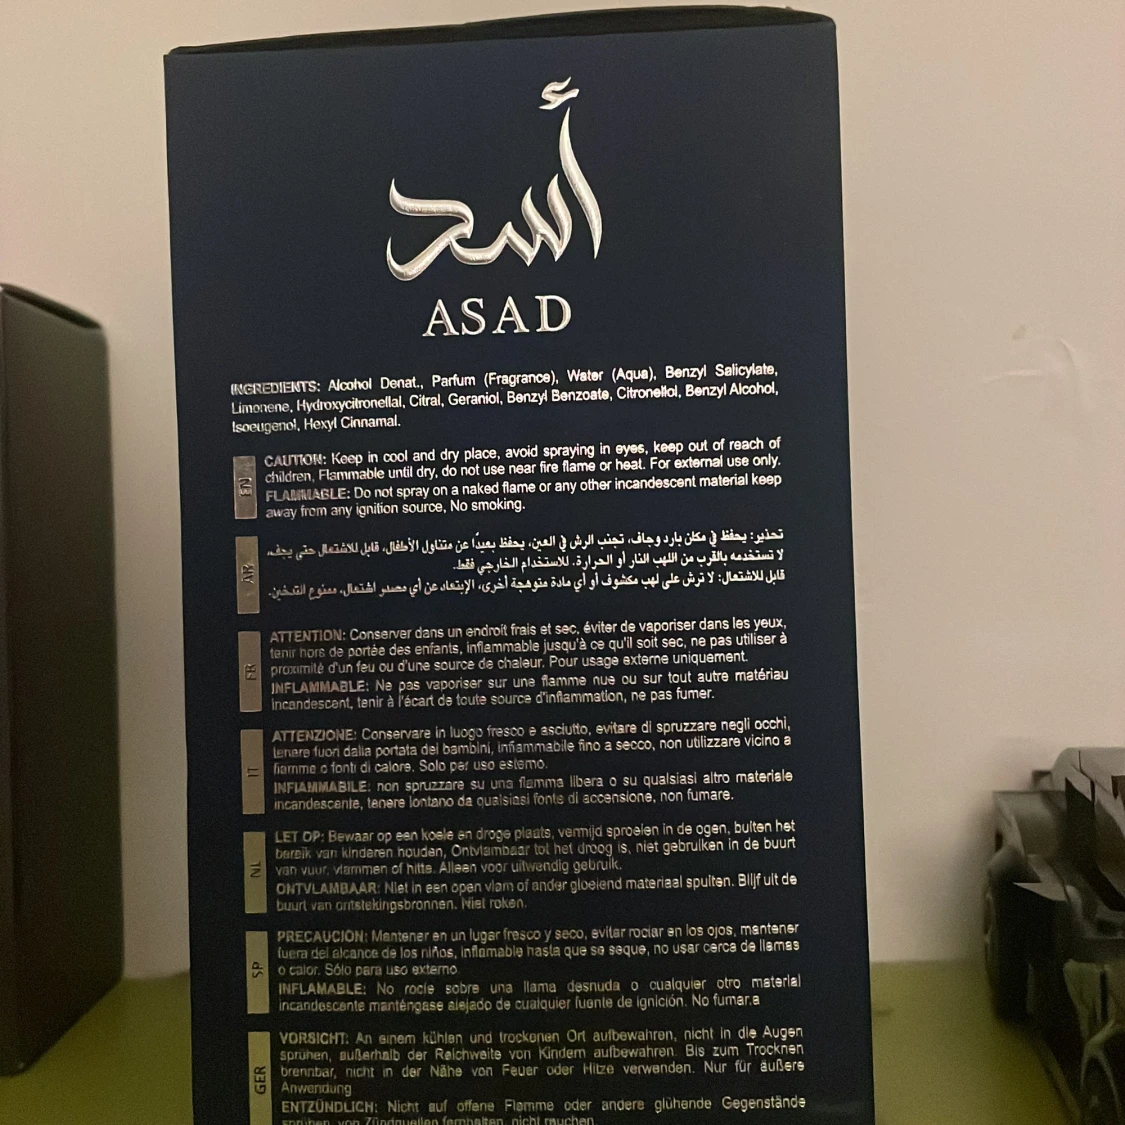 أسد
ASAD
INGREDIENTS: Alcohol Denat., Parfum (Fragrance), Water (Aqua), Benzyl Salicylate,
Limonene, Hydroxycitronellal, Citral, Geraniol, Benzyl Benzoate, Citronellol, Benzyl Alcohol,
Isoeugenol, Hexyl Cinnamal.
EN
CAUTION: Keep in cool and dry place, avoid spraying in eyes, keep out of reach of
children, Flammable until dry, do not use near fire flame or heat. For external use only.
FLAMMABLE: Do not spray on a naked flame or any other incandescent material keep
away from any ignition source, No smoking.
AR
تحذير: يحفظ في مكان بارد وجاف، تجنب الرش في العين، يحفظ بعيدًا عن متناول الأطفال، قابل للاشتعال حتى يجف،
لا تستخدمه بالقرب من اللهب النار أو الحرارة. للاستخدام الخارجي فقط.
قابل للاشتعال: لا ترش على لهب مكشوف أو أي مادة متوهجة أخرى، الإبتعاد عن أي مصدر اشتعال، ممنوع التدخين.
FR
ATTENTION: Conserver dans un endroit frais et sec, éviter de vaporiser dans les yeux,
tenir hors de portée des enfants, inflammable jusqu'à ce qu'il soit sec, ne pas utiliser à
proximité d'un feu ou d'une source de chaleur. Pour usage externe uniquement.
INFLAMMABLE: Ne pas vaporiser sur une flamme nue ou sur tout autre matériau
incandescent, tenir à l'écart de toute source d'inflammation, ne pas fumer.
IT
ATTENZIONE: Conservare in luogo fresco e asciutto, evitare di spruzzare negli occhi,
tenere fuori dalla portata dei bambini, infiammabile fino a secco, non utilizzare vicino a
fiamme o fonti di calore. Solo per uso esterno.
INFIAMMABILE: non spruzzare su una fiamma libera o su qualsiasi altro materiale
incandescente, tenere lontano da qualsiasi fonte di accensione, non fumare.
NL
LET OP: Bewaar op een koele en droge plaats, vermijd sproeien in de ogen, buiten het
bereik van kinderen houden, Ontvlambaar tot het droog is, niet gebruiken in de buurt
van vuur, vlammen of hitte. Alleen voor uitwendig gebruik.
ONTVLAMBAAR: Niet in een open vlam of ander gloeiend materiaal spuiten. Blijf uit de
buurt van ontstekingsbronnen. Niet roken.
SP
PRECAUCION: Mantener en un lugar fresco y seco, evitar rociar en los ojos, mantener
fuera del alcance de los niños, inflamable hasta que se seque, no usar cerca de llamas
o calor. Sólo para uso externo
INFLAMABLE: No rocíe sobre una llama desnuda o cualquier otro material
incandescente manténgase alejado de cualquier fuente de ignición. No fumar.a
GER
VORSICHT: An einem kühlen und trockenen Ort aufbewahren, nicht in die Augen
sprühen, außerhalb der Reichweite von Kindern aufbewahren. Bis zum Trocknen
brennbar, nicht in der Nähe von Feuer oder Hitze verwenden. Nur für äußere
Anwendung
ENTZÜNDLICH: Nicht auf offene Flamme oder andere glühende Gegenstände
sprühen, von Zündquellen fernhalten, nicht rauchen.